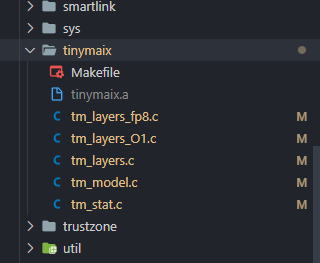 smartlink
sys
tinymaix
Makefile
tinymaix.a
tm_layers_fp8.c M
tm_layers_O1.c M
tm_layers.c M
tm_model.c M
tm_stat.c M
trustzone
util